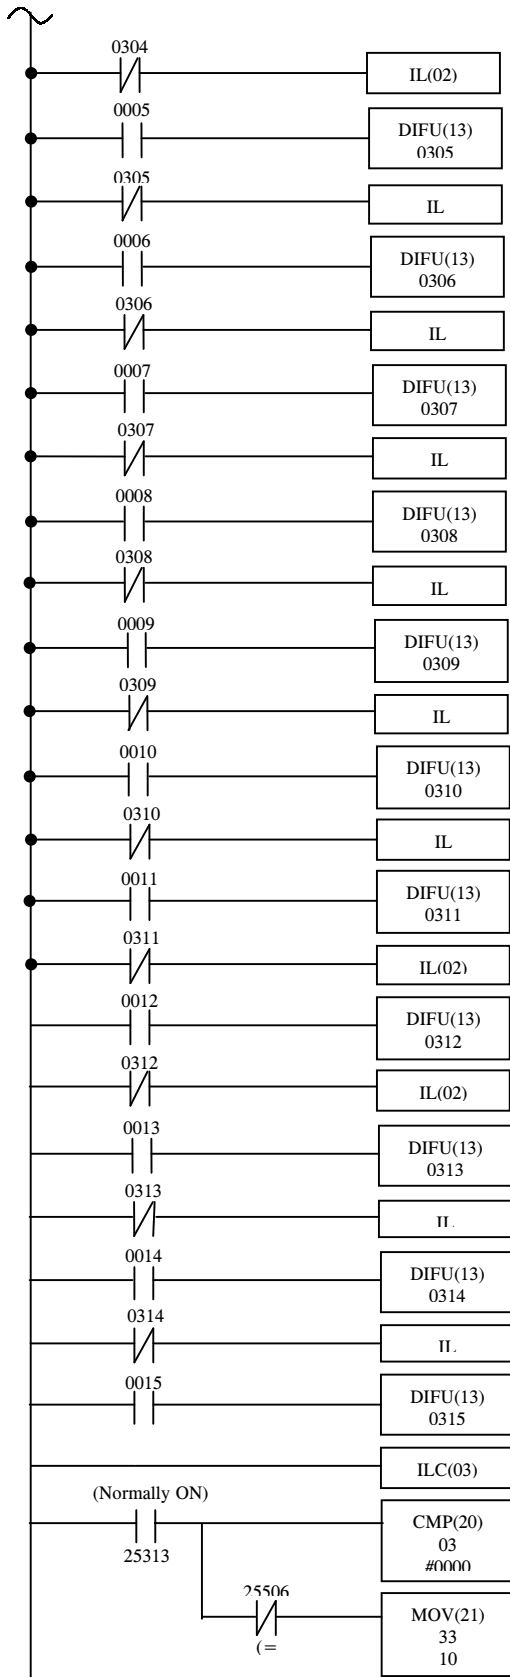 0304
IL(02)
0005
DIFU(13)
0305
0305
IL
0006
DIFU(13)
0306
0306
IL
0007
DIFU(13)
0307
0307
IL
0008
DIFU(13)
0308
0308
IL
0009
DIFU(13)
0309
0309
IL
0010
DIFU(13)
0310
0310
IL
0011
DIFU(13)
0311
0311
IL(02)
0012
DIFU(13)
0312
0312
IL(02)
0013
DIFU(13)
0313
0313
IL
0014
DIFU(13)
0314
0314
IL
0015
DIFU(13)
0315
ILC(03)
(Normally ON)
25313
CMP(20)
03
#0000
25506
(=
MOV(21)
33
10